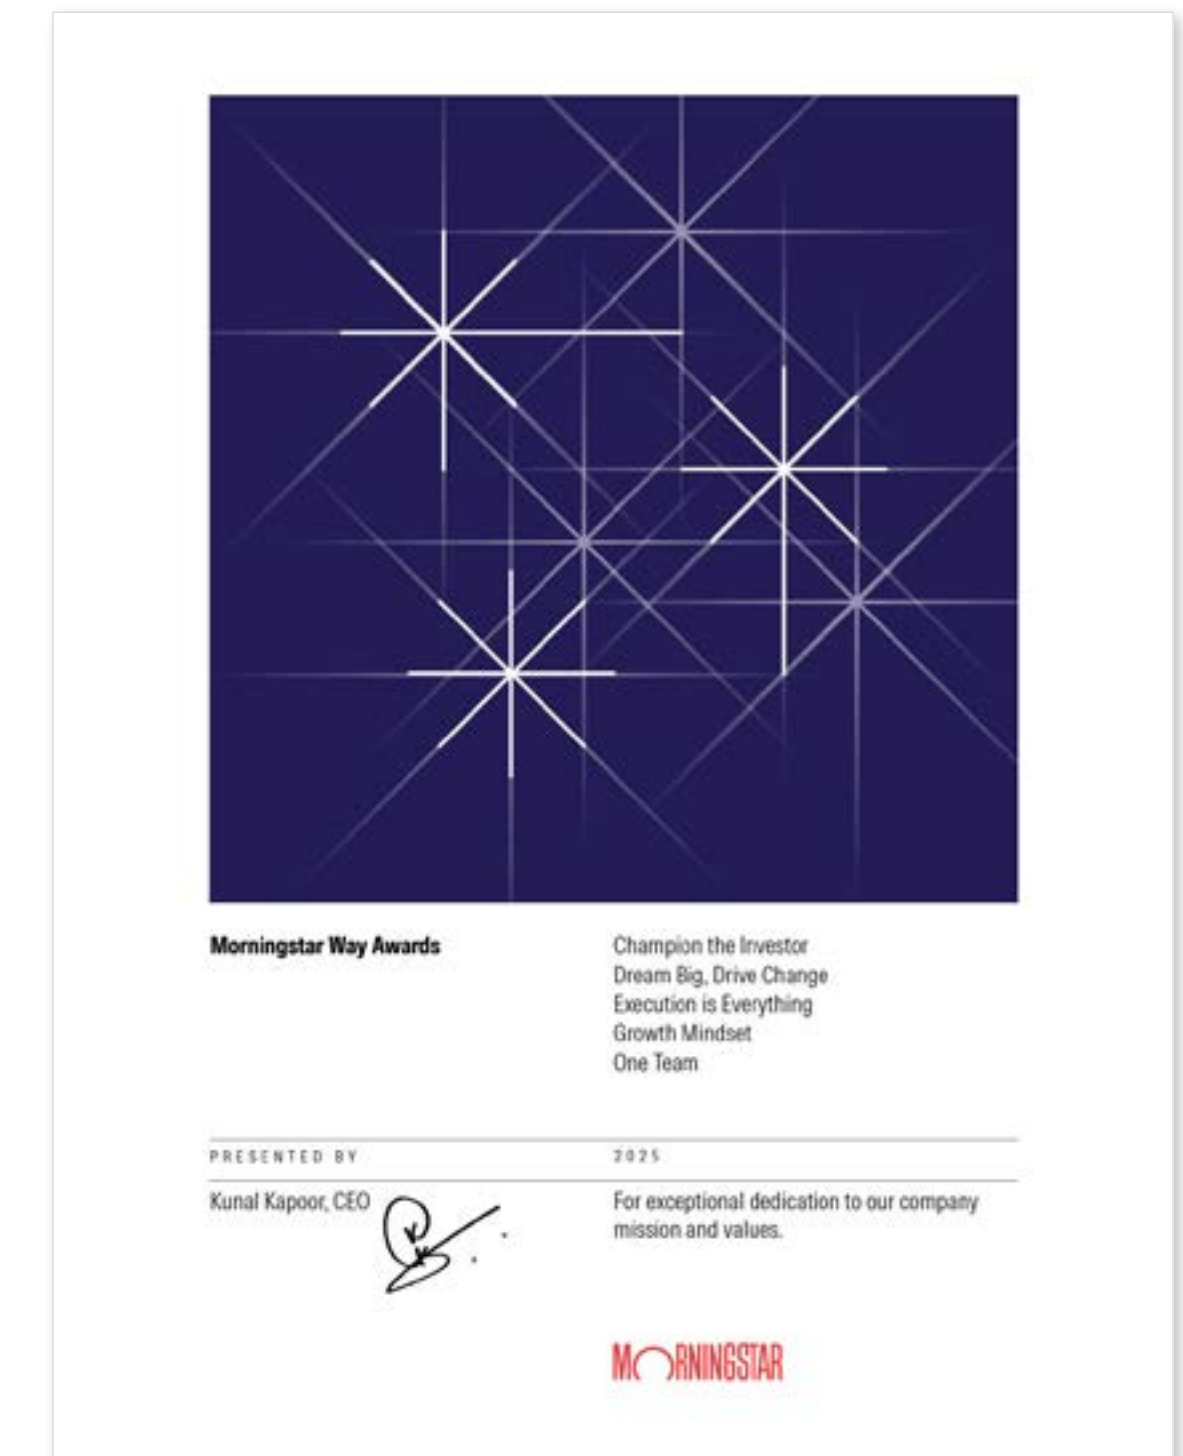 Morningstar Way Awards
Champion the Investor
Dream Big, Drive Change
Execution is Everything
Growth Mindset
One Team
PRESENTED BY
2025
Kunal Kapoor, CEO
For exceptional dedication to our company
mission and values.
MORNINGSTAR